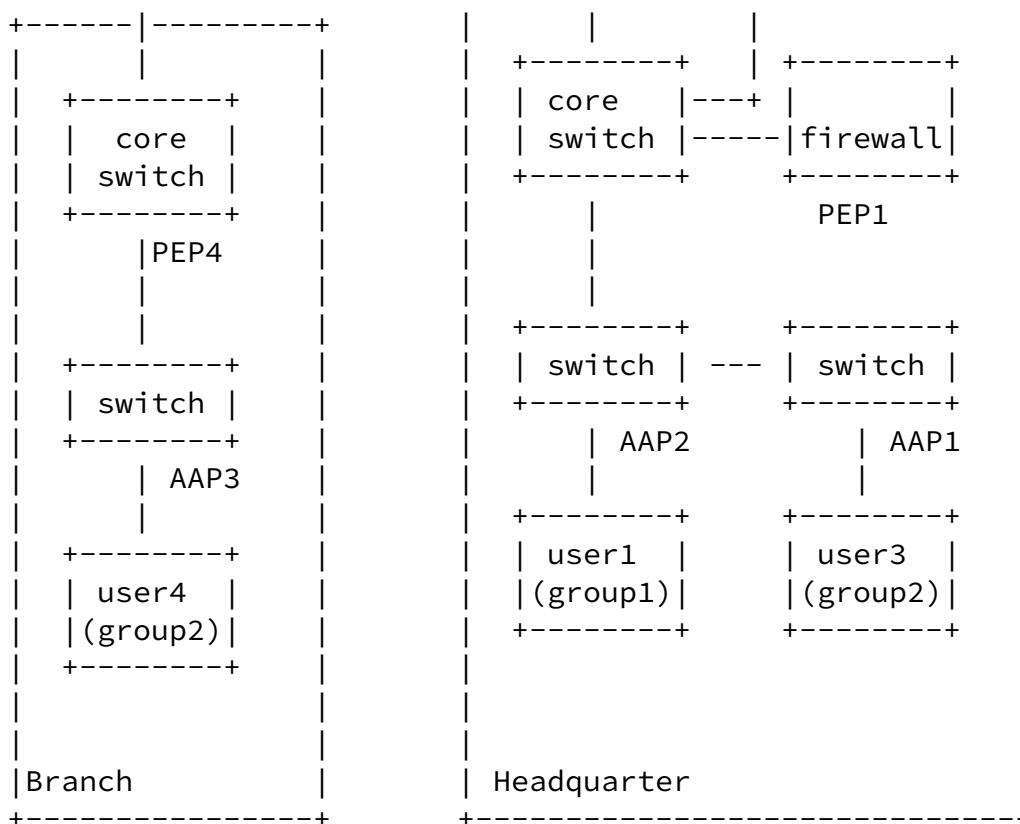 +------|---------+       |      |        |
|      |         |       |  +--------+   | +--------+
|  +--------+    |       |  | core   |---+ |        |
|  |  core  |    |       |  | switch |-----|firewall|
|  | switch |    |       |  +--------+     +--------+
|  +--------+    |       |      |            PEP1
|      |PEP4     |       |      |
|      |         |       |      |
|      |         |       |  +--------+     +--------+
|  +--------+    |       |  | switch | --- | switch |
|  | switch |    |       |  +--------+     +--------+
|  +--------+    |       |      | AAP2         | AAP1
|      | AAP3    |       |      |              |
|      |         |       |  +--------+     +--------+
|  +--------+    |       |  | user1  |     | user3  |
|  | user4  |    |       |  |(group1)|     |(group2)|
|  |(group2)|    |       |  +--------+     +--------+
|  +--------+    |       |
|                |       |
|                |       |
|Branch          |       | Headquarter
+----------------+       +------------------------------